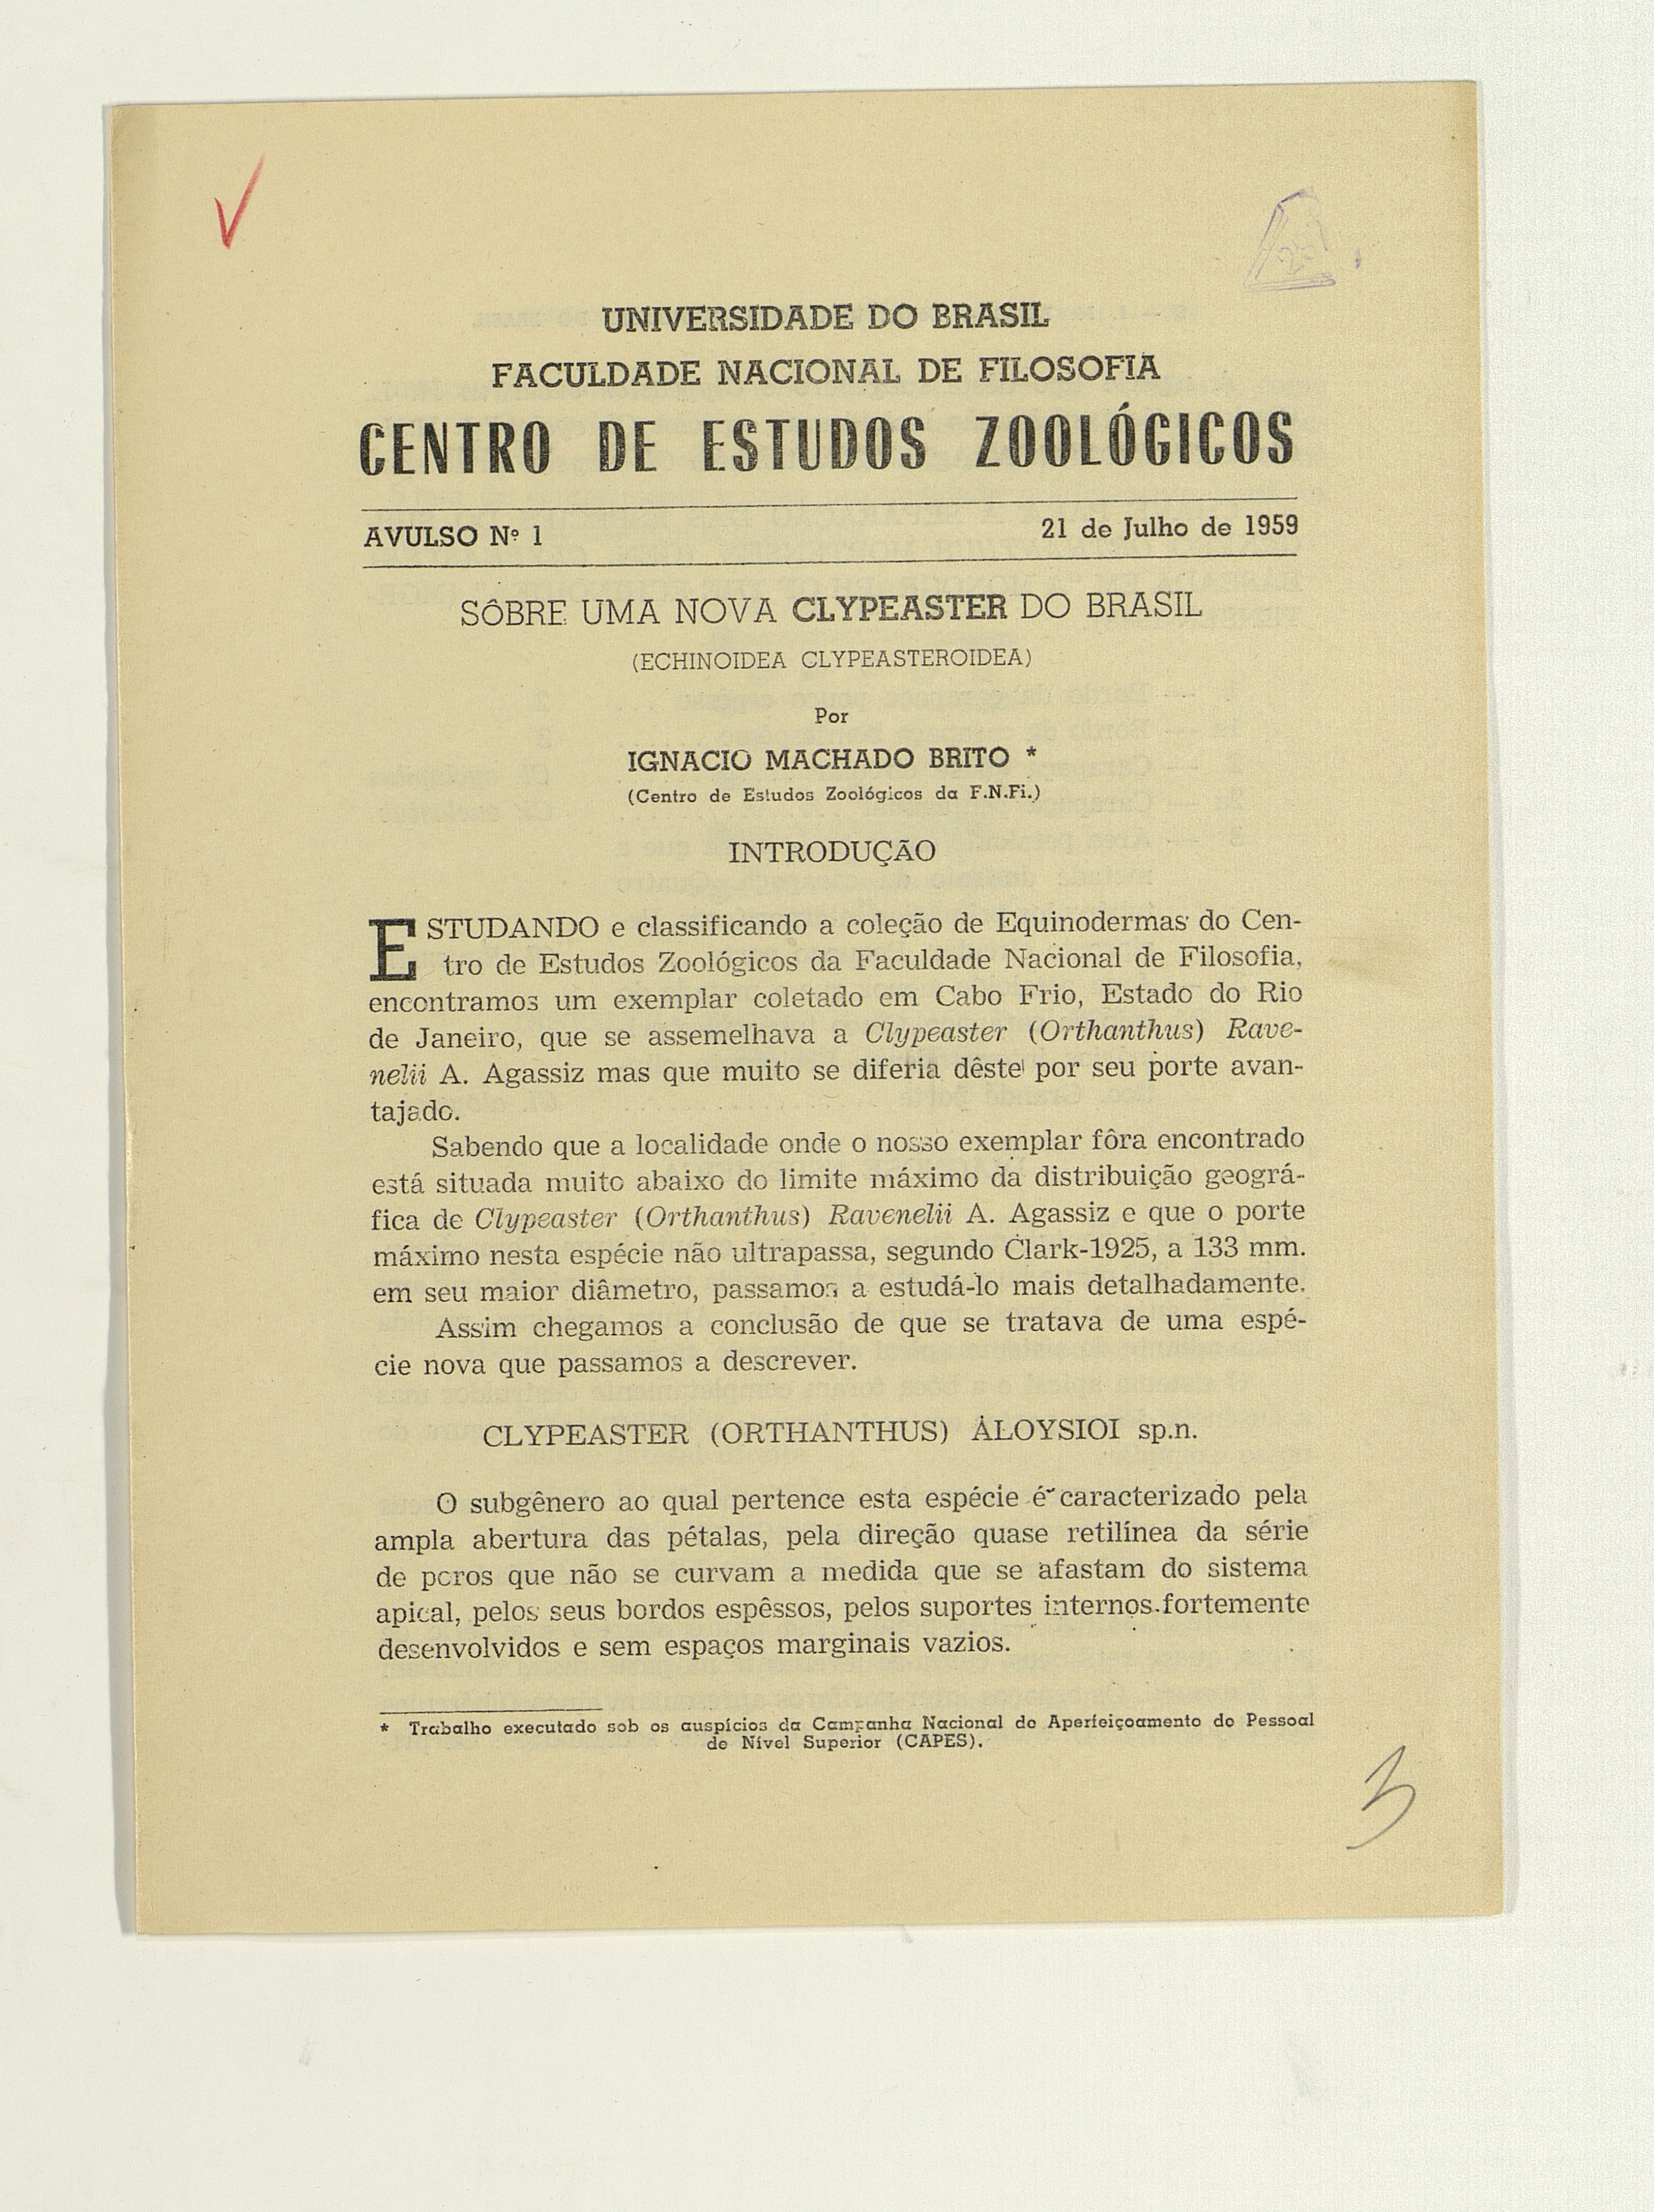 UNIVERSIDADE DO BRASIL
FACULDADE NACIONAL DE FILOSOFIA
CENTRO DE ESTUDOS ZOOLÓGICOS
AVULSO Nº 1 21 de Julho de 1959
SÔBRE UMA NOVA CLYPEASTER DO BRASIL
(ECHINOIDEA CLYPEASTEROIDEA)
Por
IGNACIO MACHADO BRITO *
(Centro de Estudos Zoológicos da F.N.Fi.)
INTRODUÇÃO
ESTUDANDO e classificando a coleção de Equinodermas do Cen-
tro de Estudos Zoológicos da Faculdade Nacional de Filosofia,
encontramos um exemplar coletado em Cabo Frio, Estado do Rio
de Janeiro, que se assemelhava a Clypeaster (Orthanthus) Rave-
nelii A. Agassiz mas que muito se diferia dêste por seu porte avan-
tajado.
Sabendo que a localidade onde o nosso exemplar fôra encontrado
está situada muito abaixo do limite máximo da distribuição geográ-
fica de Clypeaster (Orthanthus) Ravenelii A. Agassiz e que o porte
máximo nesta espécie não ultrapassa, segundo Clark-1925, a 133 mm.
em seu maior diâmetro, passamos a estudá-lo mais detalhadamente.
Assim chegamos a conclusão de que se tratava de uma espé-
cie nova que passamos a descrever.
CLYPEASTER (ORTHANTHUS) ALOYSIOI sp.n.
O subgênero ao qual pertence esta espécie é caracterizado pela
ampla abertura das pétalas, pela direção quase retilínea da série
de poros que não se curvam a medida que se afastam do sistema
apical, pelos seus bordos espêssos, pelos suportes internos fortemente
desenvolvidos e sem espaços marginais vazios.
* Trabalho executado sob os auspícios da Campanha Nacional de Aperfeiçoamento do Pessoal
de Nível Superior (CAPES).
3